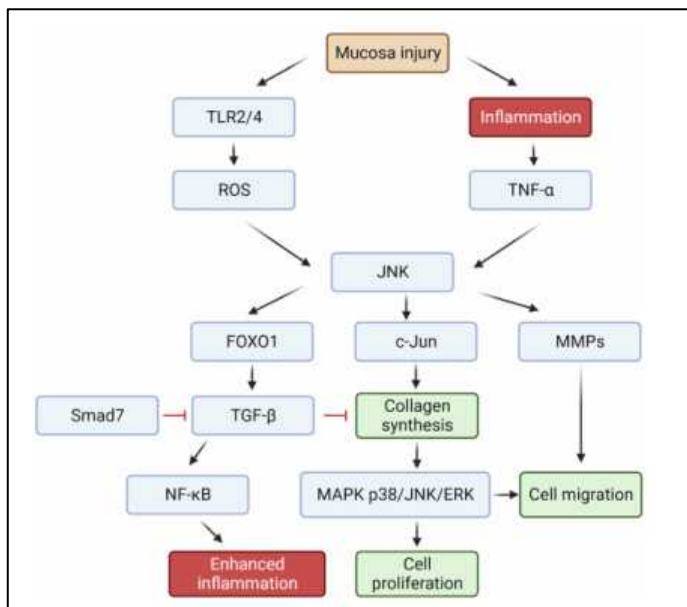 Mucosa injury
TLR2/4
Inflammation
ROS
TNF-α
JNK
FOXO1
c-Jun
MMPs
Smad7
TGF-β
Collagen
synthesis
NF-κB
MAPK p38/JNK/ERK
Cell migration
Enhanced
inflammation
Cell
proliferation